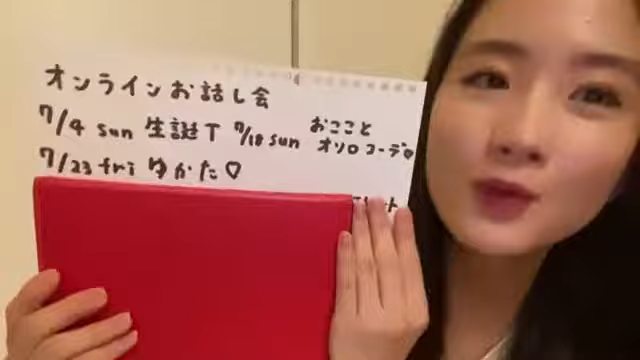 オンラインお話し会
7/4 sun 生誕T 7/18 sun おこことオソロコーデ♡
7/23 fri ゆかた♡